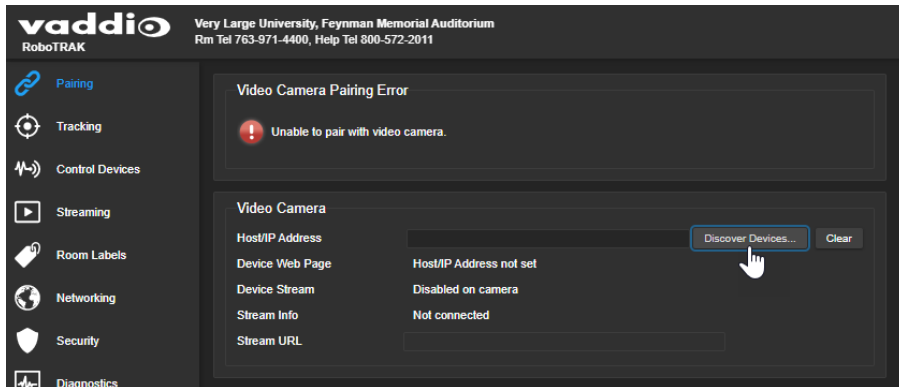 vaddio
RoboTRAK
Very Large University, Feynman Memorial Auditorium
Rm Tel 763-971-4400, Help Tel 800-572-2011
Pairing
Tracking
Control Devices
Streaming
Room Labels
Networking
Security
Diagnostics
Video Camera Pairing Error
Unable to pair with video camera.
Video Camera
Host/IP Address Discover Devices... Clear
Device Web Page Host/IP Address not set
Device Stream Disabled on camera
Stream Info Not connected
Stream URL